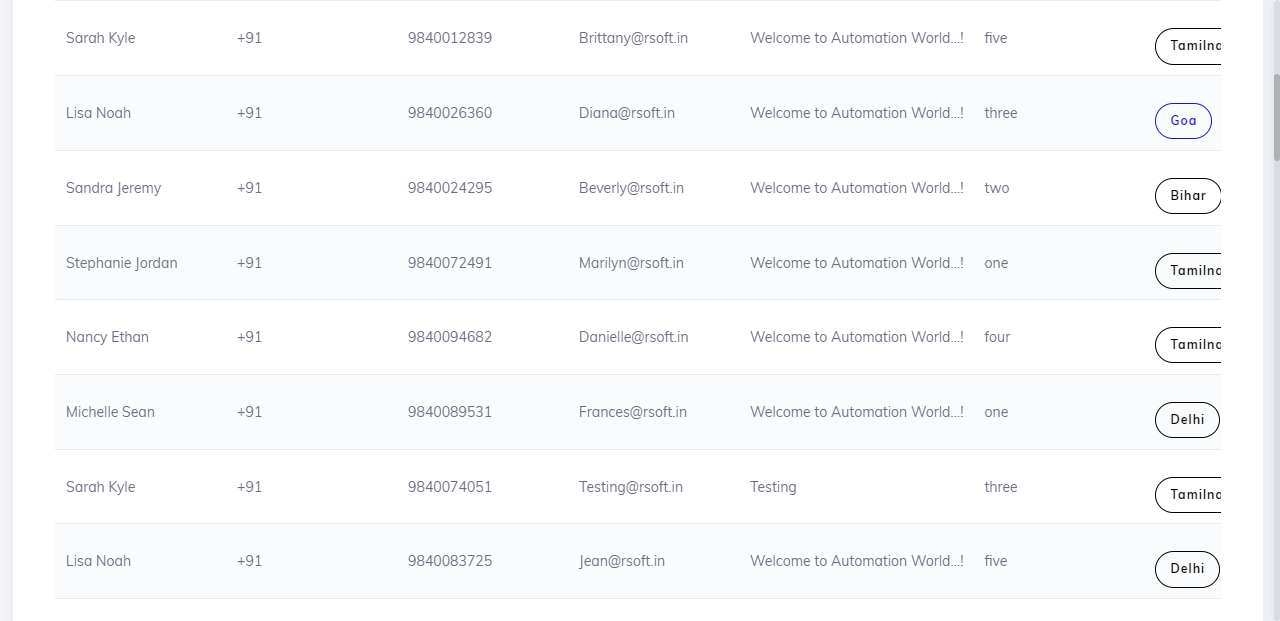 Sarah Kyle +91 9840012839 Brittany@rsoft.in Welcome to Automation World...! five
Lisa Noah +91 9840026360 Diana@rsoft.in Welcome to Automation World...! three Goa
Sandra Jeremy +91 9840024295 Beverly@rsoft.in Welcome to Automation World...! two Bihar
Stephanie Jordan +91 9840072491 Marilyn@rsoft.in Welcome to Automation World...! one
Nancy Ethan +91 9840094682 Danielle@rsoft.in Welcome to Automation World...! four
Michelle Sean +91 9840089531 Frances@rsoft.in Welcome to Automation World...! one Delhi
Sarah Kyle +91 9840074051 Testing@rsoft.in Testing three
Lisa Noah +91 9840083725 Jean@rsoft.in Welcome to Automation World...! five Delhi